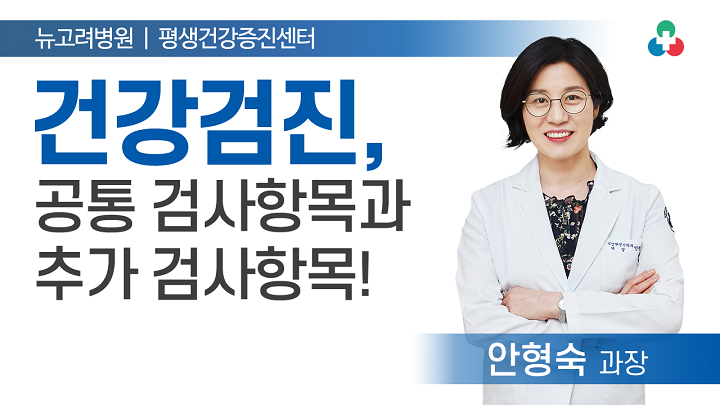 뉴고려병원 | 평생건강증진센터
건강검진,
공통 검사항목과
추가 검사항목!
안형숙 과장